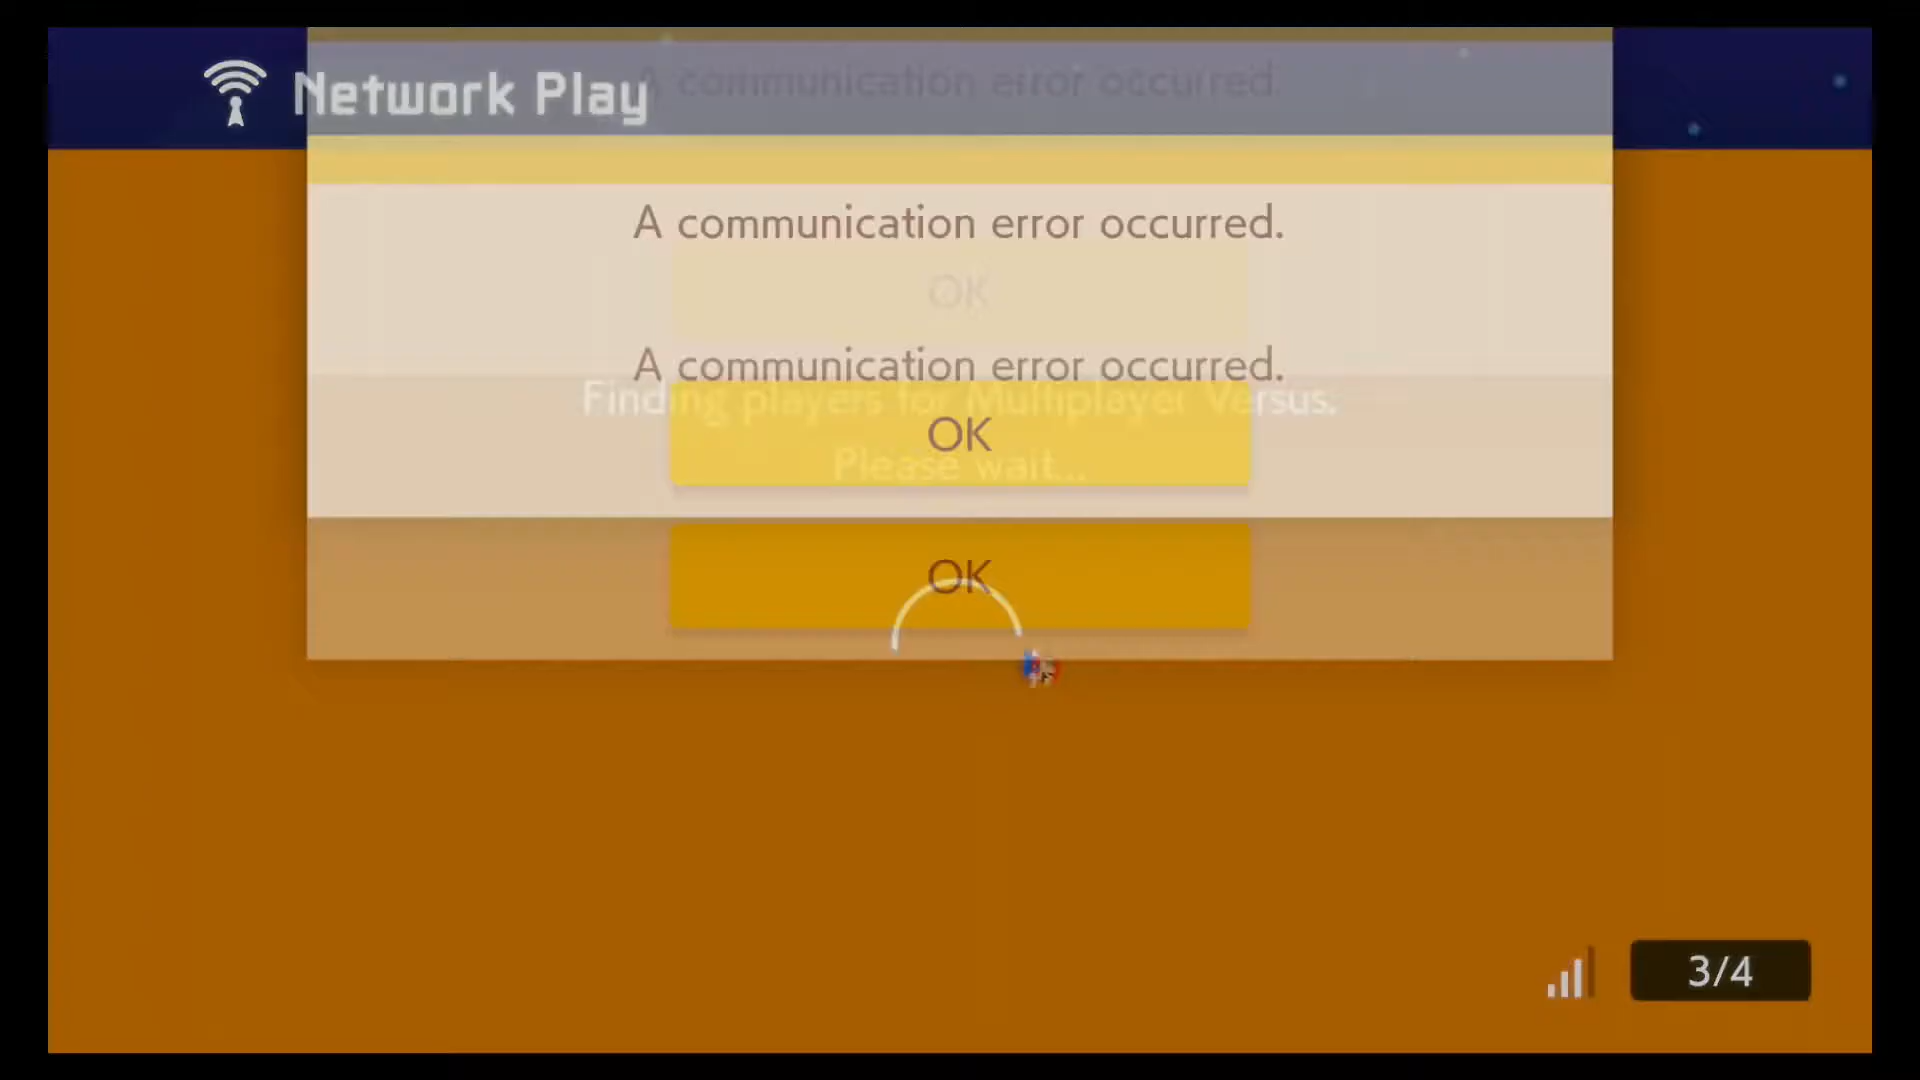 Network Play
A communication error occurred.
A communication error occurred.
OK
A communication error occurred.
Finding players for Multiplayer Versus.
OK
Please wait...
OK
3/4